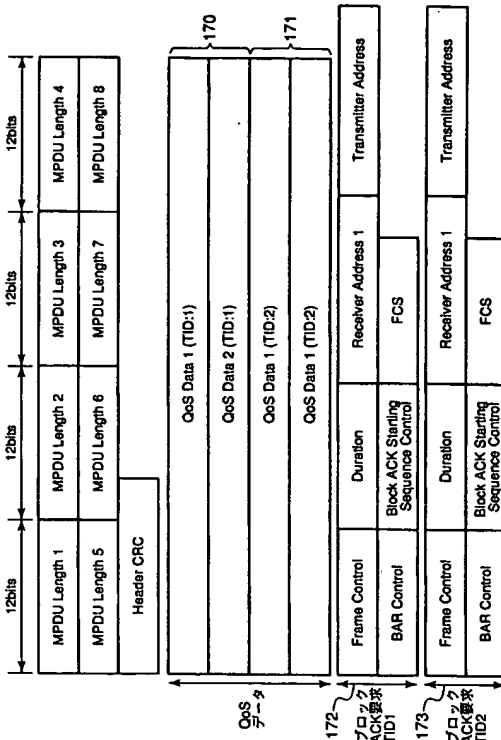 12bits 12bits 12bits 12bits
MPDU Length 1 MPDU Length 2 MPDU Length 3 MPDU Length 4
MPDU Length 5 MPDU Length 6 MPDU Length 7 MPDU Length 8
Header CRC
QoS
データ
QoS Data 1 (TID:1)
QoS Data 2 (TID:1)
170
QoS Data 1 (TID:2)
QoS Data 1 (TID:2)
171
172
ブロック
ACK要求
TID1
Frame Control Duration Receiver Address 1 Transmitter Address
BAR Control Block ACK Starting
Sequence Control FCS
173
ブロック
ACK要求
TID2
Frame Control Duration Receiver Address 1 Transmitter Address
BAR Control Block ACK Starting
Sequence Control FCS